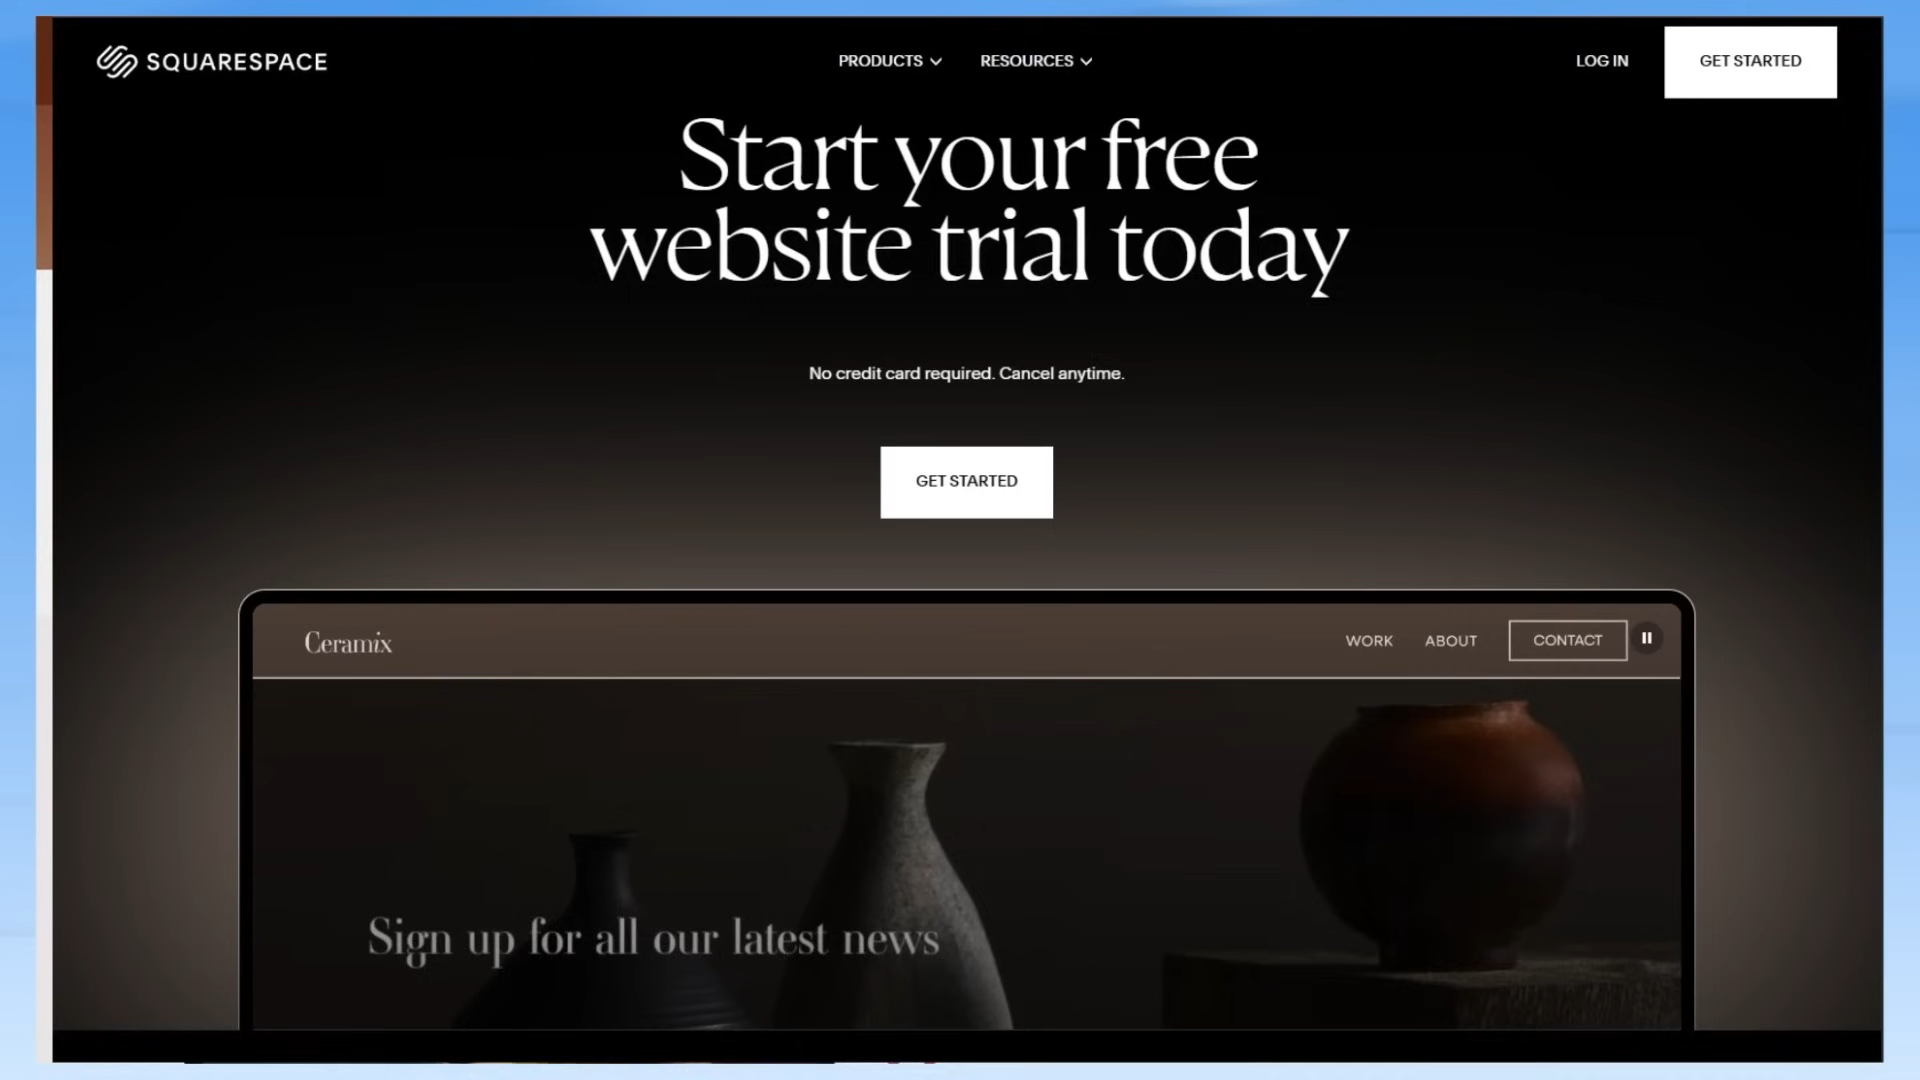 SQUARESPACE
PRODUCTS
RESOURCES
LOG IN
GET STARTED
Start your free
website trial today
No credit card required. Cancel anytime.
GET STARTED
Ceramix
WORK
ABOUT
CONTACT
Sign up for all our latest news